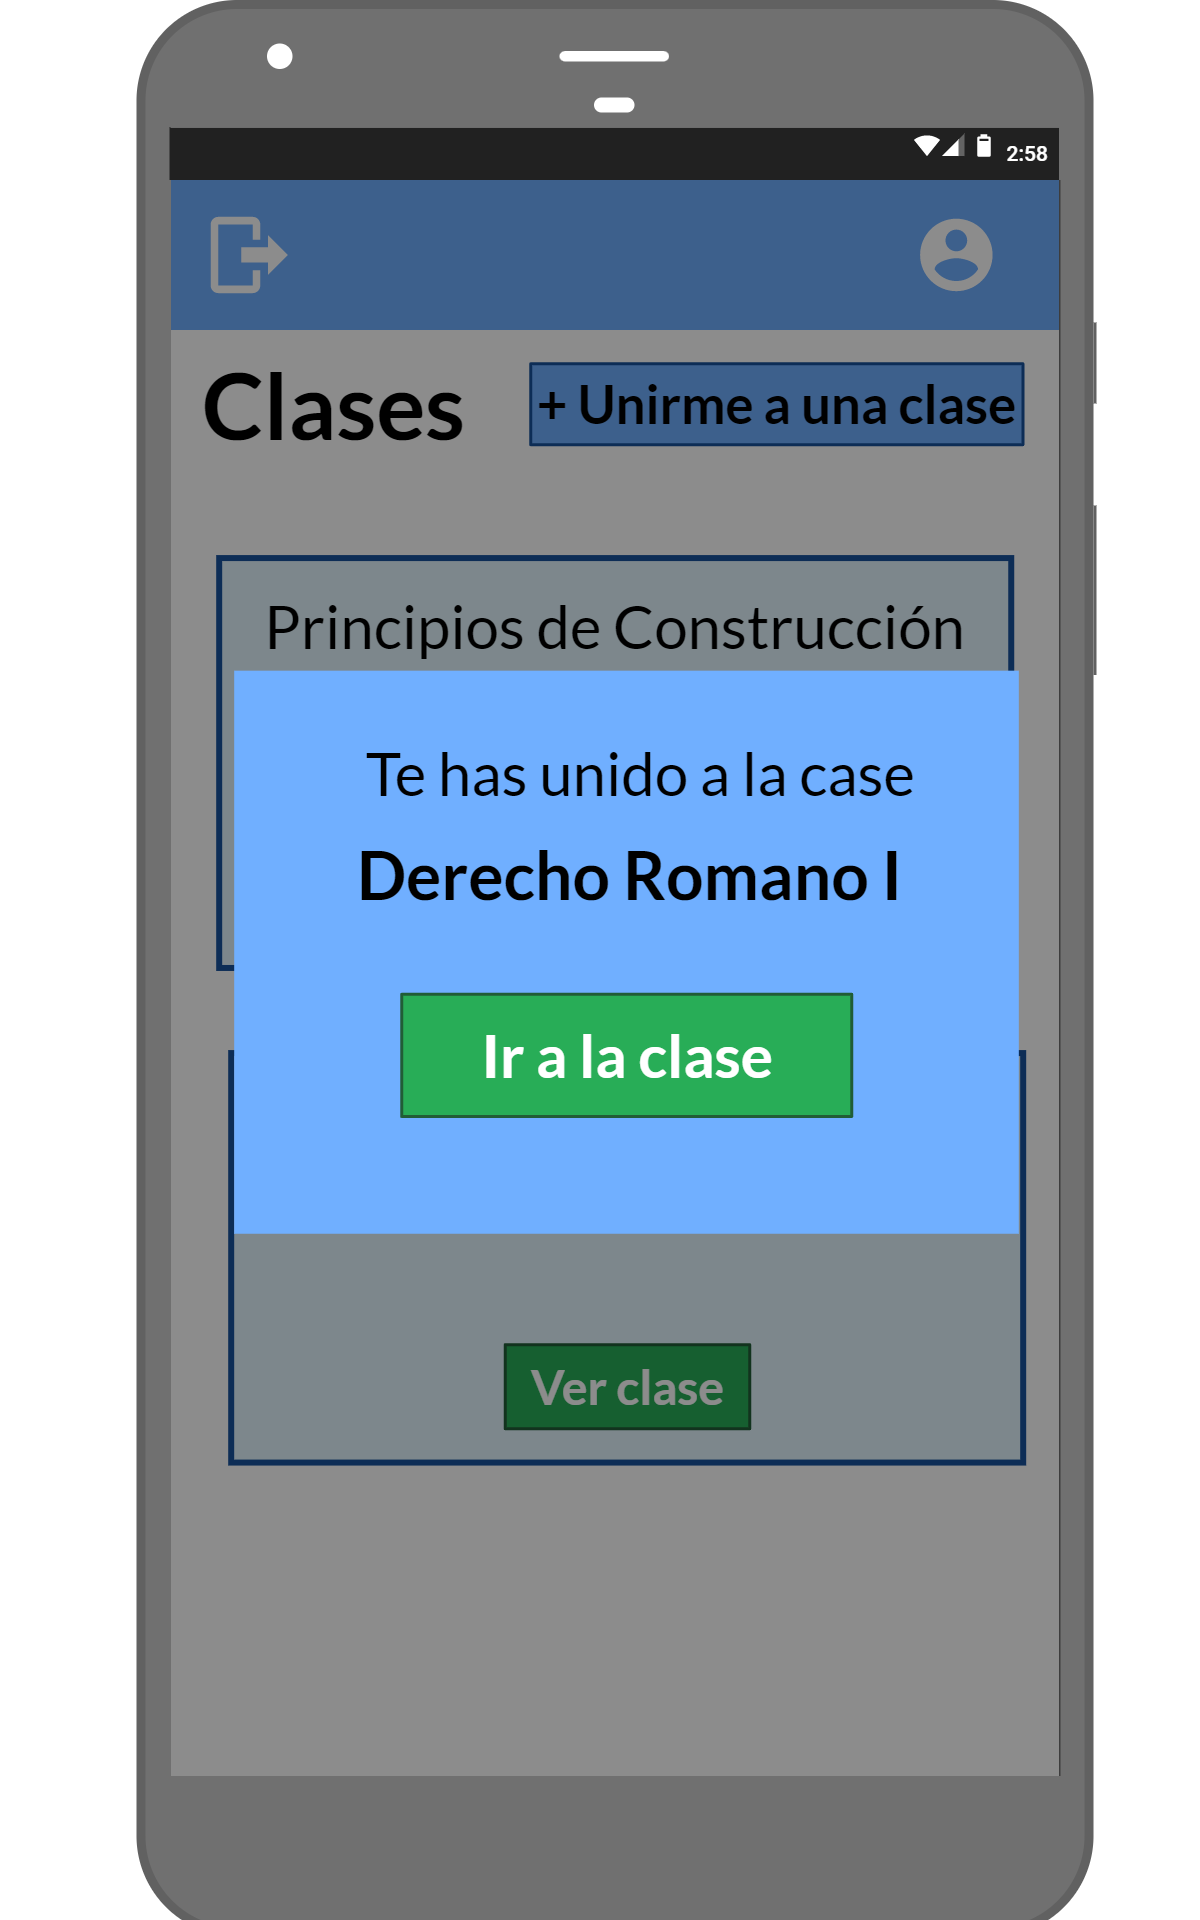 2:58
Clases
+ Unirme a una clase
Principios de Construcción
Te has unido a la case
Derecho Romano I
Ir a la clase
Ver clase